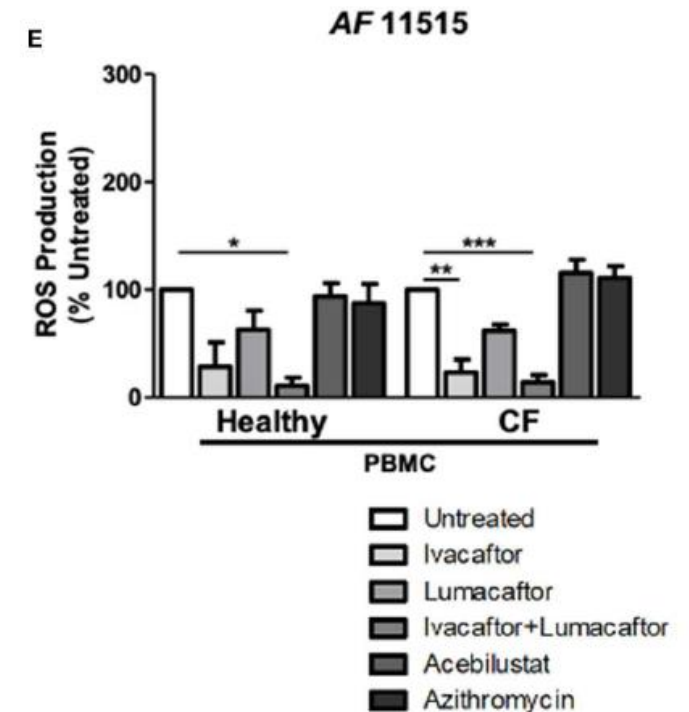 E
AF 11515
ROS Production
(% Untreated)
300
200
100
0
*
***
**
Healthy
CF
PBMC
Untreated
Ivacaftor
Lumacaftor
Ivacaftor+Lumacaftor
Acebilustat
Azithromycin